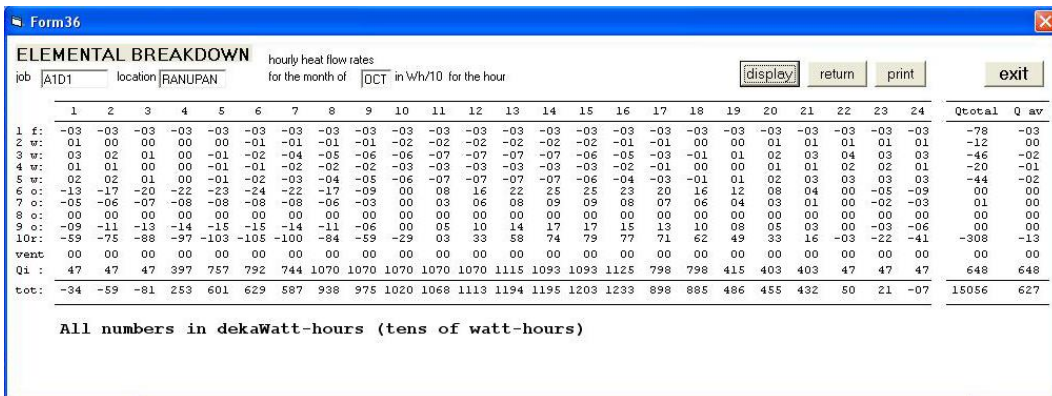 Form36
ELEMENTAL BREAKDOWN hourly heat flow rates
job A1D1 location RANUPAN for the month of OCT in Wh/10 for the hour display return print exit
1 2 3 4 5 6 7 8 9 10 11 12 13 14 15 16 17 18 19 20 21 22 23 24 Qtotal Q av
1 f: -03 -03 -03 -03 -03 -03 -03 -03 -03 -03 -03 -03 -03 -03 -03 -03 -03 -03 -03 -03 -03 -03 -03 -03 -78 -03
2 w: 01 00 00 00 00 -01 -01 -01 -01 -02 -02 -02 -02 -02 -01 -01 00 00 01 01 01 01 01 01 -12 00
3 w: 03 02 01 00 -01 -02 -04 -05 -06 -06 -07 -07 -07 -07 -06 -05 -03 -01 01 02 03 04 03 03 -46 -02
4 w: 01 01 00 00 -01 -01 -02 -02 -02 -03 -03 -03 -03 -03 -03 -02 -01 00 00 01 01 02 02 01 -20 -01
5 w: 02 02 01 00 -01 -02 -03 -04 -05 -06 -07 -07 -07 -07 -06 -04 -03 -01 01 02 03 03 03 03 -44 -02
6 o: -13 -17 -20 -22 -23 -24 -22 -17 -09 00 08 16 22 25 25 23 20 16 12 08 04 00 -05 -09 00 00
7 o: -05 -06 -07 -08 -08 -08 -08 -06 -03 00 03 06 08 09 09 08 07 06 04 03 01 00 -02 -03 01 00
8 o: 00 00 00 00 00 00 00 00 00 00 00 00 00 00 00 00 00 00 00 00 00 00 00 00 00 00
9 o: -09 -11 -13 -14 -15 -15 -14 -11 -06 00 05 10 14 17 17 15 13 10 08 05 03 00 -03 -06 00 00
10r: -59 -75 -88 -97 -103 -105 -100 -84 -59 -29 03 33 58 74 79 77 71 62 49 33 16 -03 -22 -41 -308 -13
vent 00 00 00 00 00 00 00 00 00 00 00 00 00 00 00 00 00 00 00 00 00 00 00 00 00 00
Qi : 47 47 47 397 757 792 744 1070 1070 1070 1070 1070 1115 1093 1093 1125 798 798 415 403 403 47 47 47 648 648
tot: -34 -59 -81 253 601 629 587 938 975 1020 1068 1113 1194 1195 1203 1233 898 885 486 455 432 50 21 -07 15056 627
All numbers in dekaWatt-hours (tens of watt-hours)